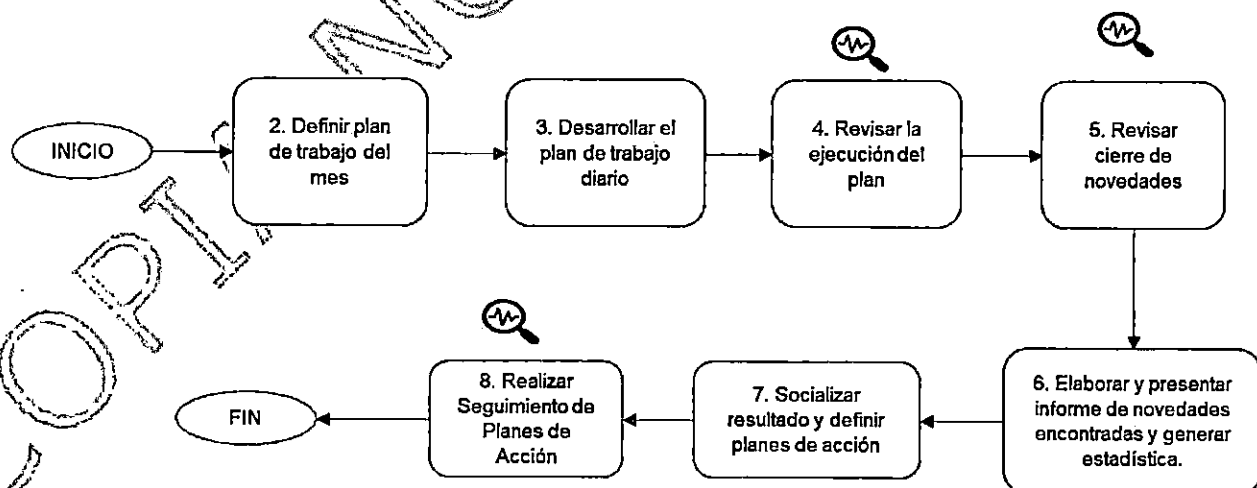 INICIO
2. Definir plan
de trabajo del
mes
3. Desarrollar el
plan de trabajo
diario
4. Revisar la
ejecución del
plan
5. Revisar
cierre de
novedades
6. Elaborar y presentar
informe de novedades
encontradas y generar
estadística.
7. Socializar
resultado y definir
planes de acción
8. Realizar
Seguimiento de
Planes de
Acción
FIN
COPIA